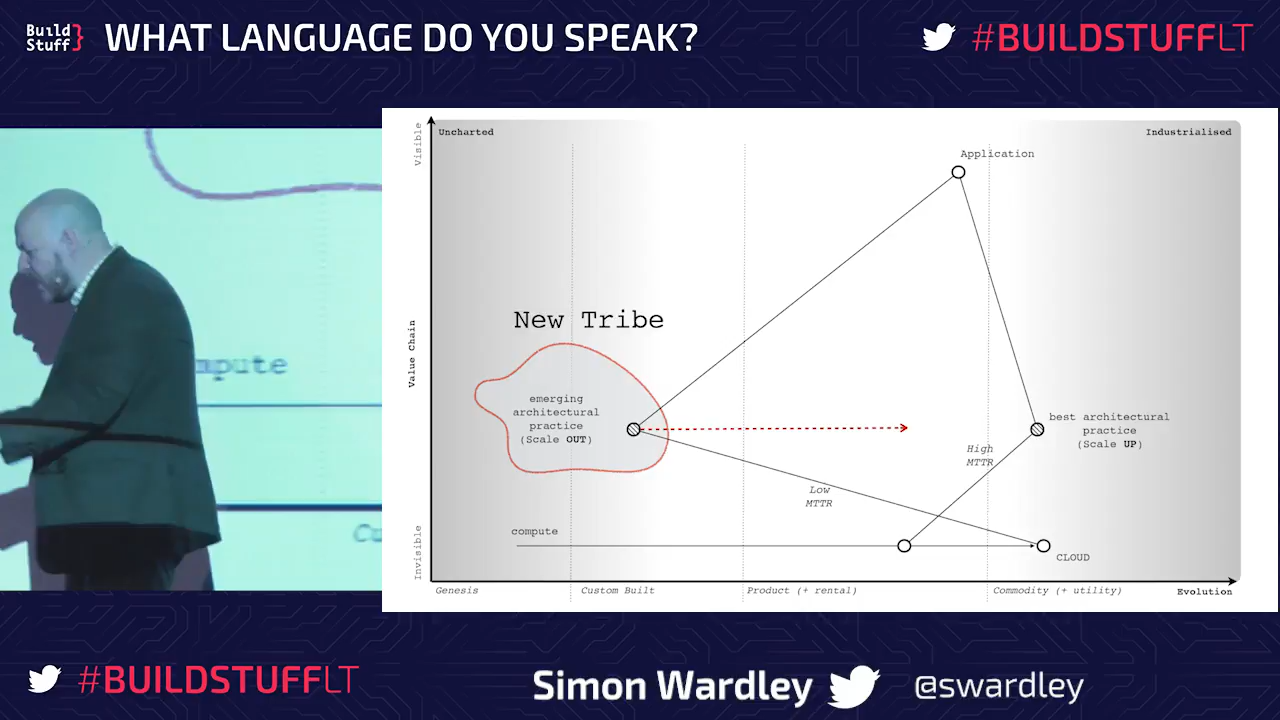 Build
Stuff}
WHAT LANGUAGE DO YOU SPEAK?
#BUILDSTUFFLT
Visible
Uncharted
Industrialised
Application
New Tribe
Value Chain
emerging
architectural
practice
(Scale OUT)
best architectural
practice
(Scale UP)
High
MTTR
Low
MTTR
compute
CLOUD
Invisible
Genesis
Custom Built
Product (+ rental)
Commodity (+ utility)
Evolution
mpute
Cu
#BUILDSTUFFLT
Simon Wardley
@swardley